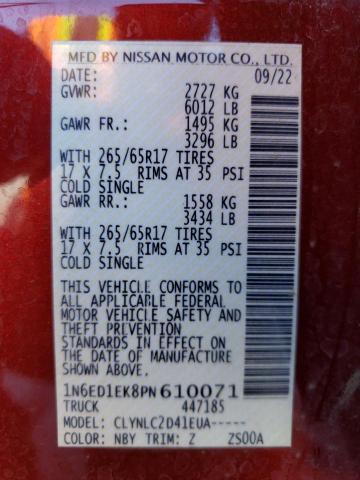 MFD BY NISSAN MOTOR CO., LTD.
DATE: 09/22
GVWR: 2727 KG
6012 LB
GAWR FR.: 1495 KG
3296 LB
WITH 265/65R17 TIRES
17 X 7.5 RIMS AT 35 PSI
COLD SINGLE
GAWR RR.: 1558 KG
3434 LB
WITH 265/65R17 TIRES
17 X 7.5 RIMS AT 35 PSI
COLD SINGLE
THIS VEHICLE CONFORMS TO
ALL APPLICABLE FEDERAL
MOTOR VEHICLE SAFETY AND
THEFT PREVENTION
STANDARDS IN EFFECT ON
THE DATE OF MANUFACTURE
SHOWN ABOVE.
1N6ED1EK8PN610071
TRUCK 447185
MODEL: CLYNLC2D41EUA-----
COLOR: NBY TRIM: Z ZS00A